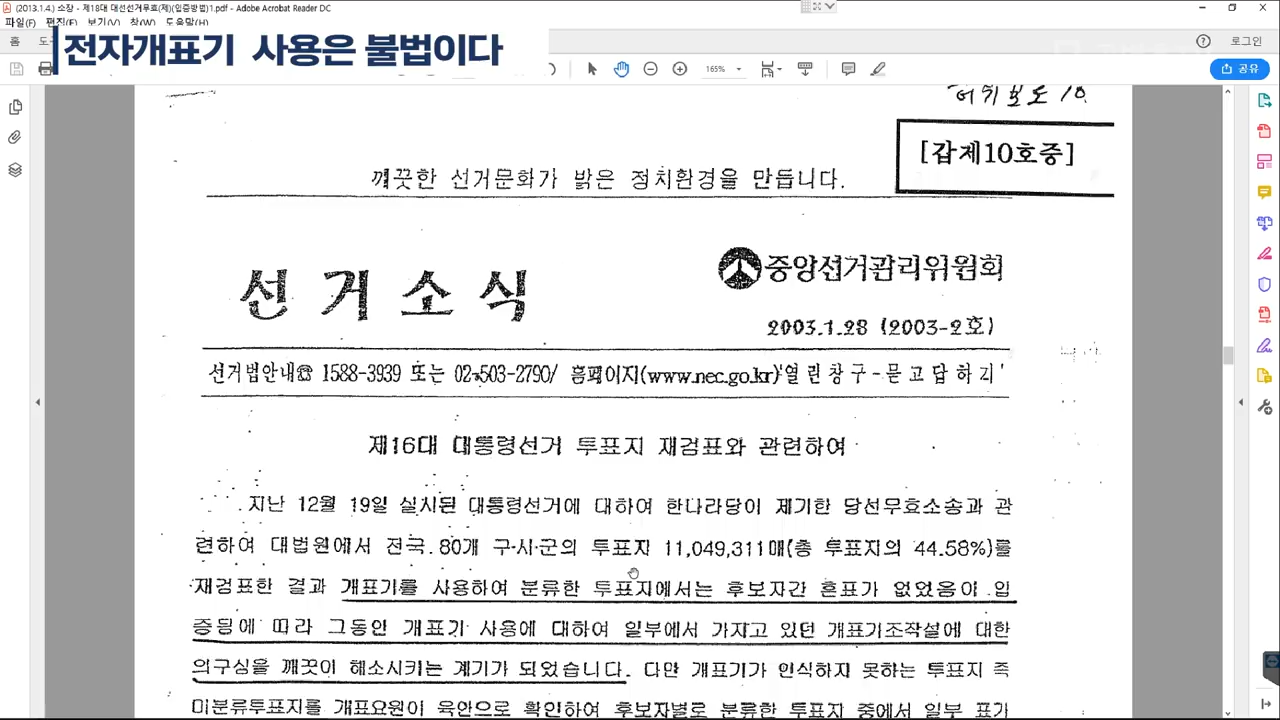 (2013.1.4.) 소장 - 제18대 대선선거무효(제)(입증방법)1.pdf - Adobe Acrobat Reader DC
파일(F) 편집(E) 보기(V) 창(W) 도움말(H)
홈
로그인
전자개표기 사용은 불법이다
165%
공유
[갑제10호증]
깨끗한 선거문화가 밝은 정치환경을 만듭니다.
선거소식
중앙선거관리위원회
2003.1.28 (2003-2호)
선거법안내☎ 1588-3939 또는 02-503-2790/ 홈페이지(www.nec.go.kr)'열린창구-묻고답하기'
제16대 대통령선거 투표지 재검표와 관련하여
지난 12월 19일 실시된 대통령선거에 대하여 한나라당이 제기한 당선무효소송과 관
련하여 대법원에서 전국 80개 구·시·군의 투표지 11,049,311매(총 투표지의 44.58%)를
재검표한 결과 개표기를 사용하여 분류한 투표지에서는 후보자간 혼표가 없었음이 입
증됨에 따라 그동안 개표기 사용에 대하여 일부에서 가지고 있던 개표기조작설에 대한
의구심을 깨끗이 해소시키는 계기가 되었습니다. 다만 개표기가 인식하지 못하는 투표지 즉
미분류투표지를 개표요원이 육안으로 확인하여 후보자별로 분류한 투표지 중에서 일부 표가